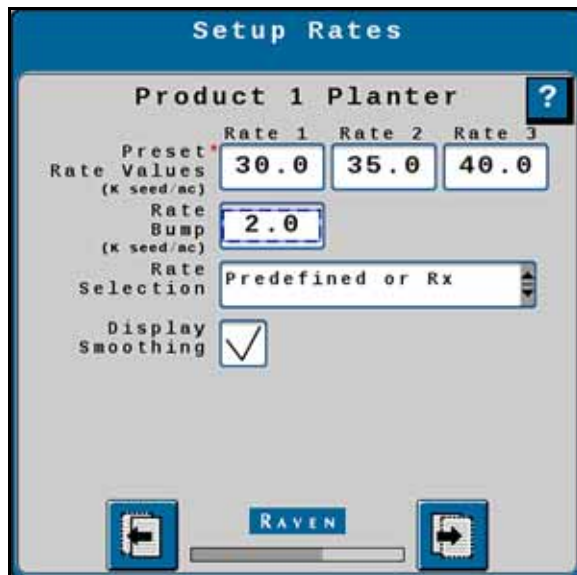 Setup Rates
Product 1 Planter
?
Rate 1 Rate 2 Rate 3
Preset*
Rate Values
(K seed/ac)
30.0 35.0 40.0
Rate
Bump
(K seed/ac)
2.0
Rate
Selection
Predefined or Rx
Display
Smoothing
RAVEN